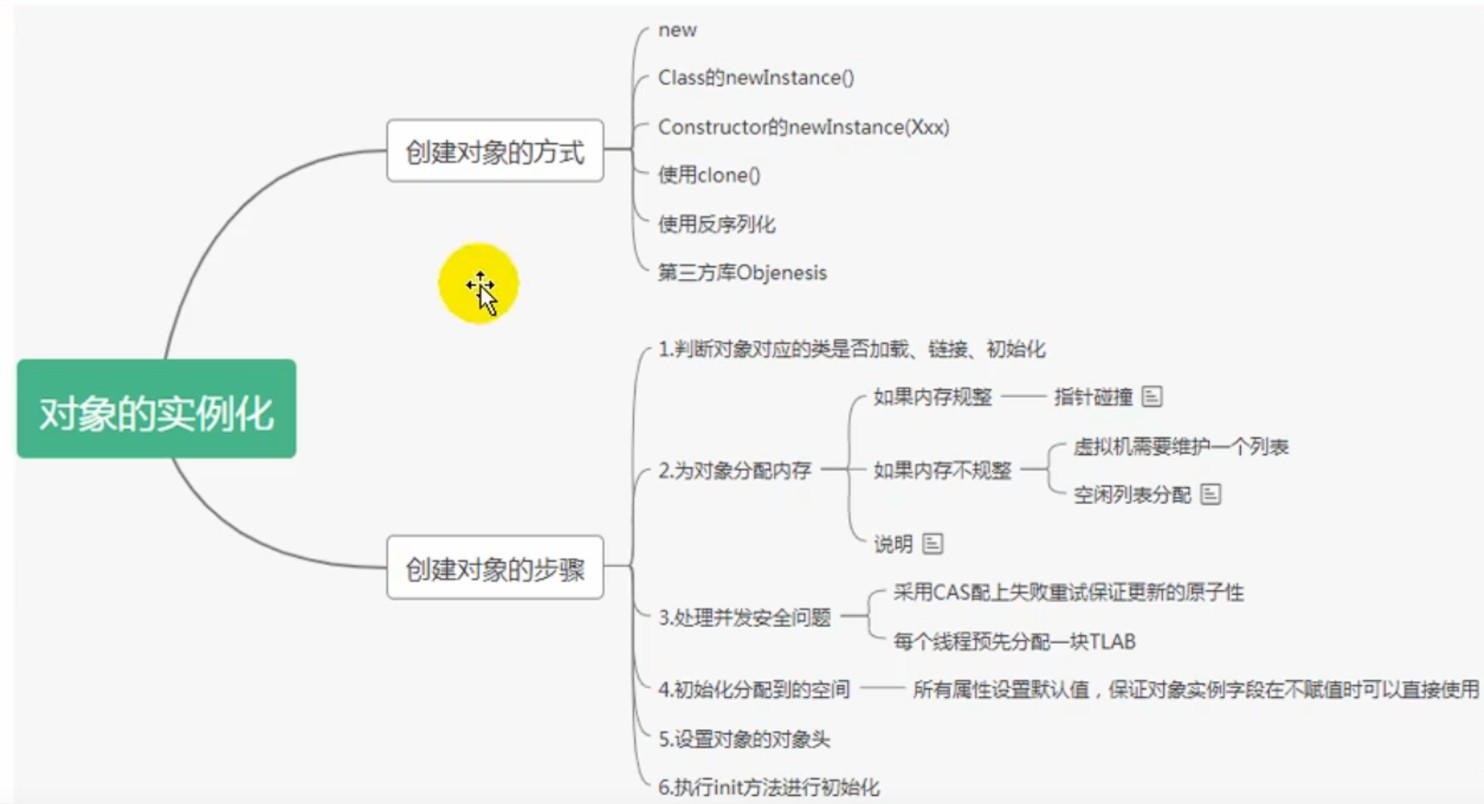 对象的实例化
创建对象的方式
new
Class的newInstance()
Constructor的newInstance(Xxx)
使用clone()
使用反序列化
第三方库Objenesis
创建对象的步骤
1.判断对象对应的类是否加载、链接、初始化
2.为对象分配内存
如果内存规整
指针碰撞
如果内存不规整
虚拟机需要维护一个列表
空闲列表分配
说明
3.处理并发安全问题
采用CAS配上失败重试保证更新的原子性
每个线程预先分配一块TLAB
4.初始化分配到的空间
所有属性设置默认值，保证对象实例字段在不赋值时可以直接使用
5.设置对象的对象头
6.执行init方法进行初始化